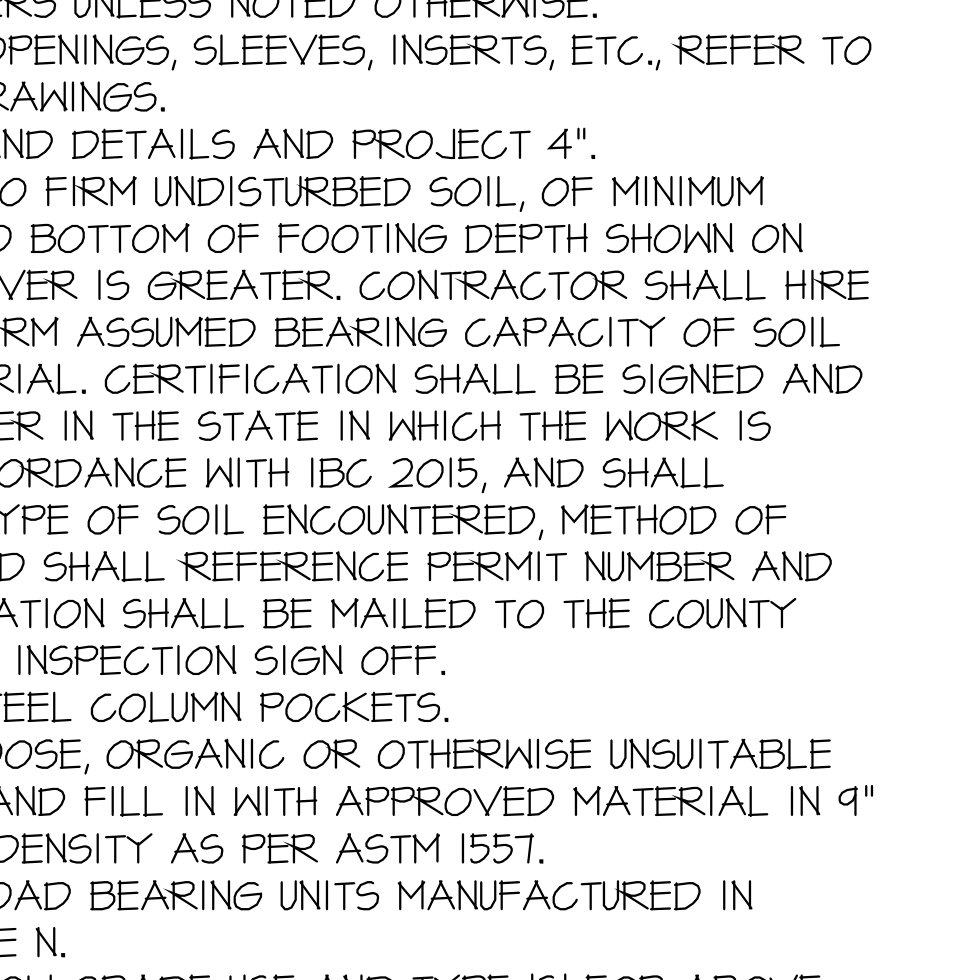 ERS UNLESS NOTED OTHERWISE.
OPENINGS, SLEEVES, INSERTS, ETC., REFER TO
RAWINGS.
ND DETAILS AND PROJECT 4".
O FIRM UNDISTURBED SOIL, OF MINIMUM
D BOTTOM OF FOOTING DEPTH SHOWN ON
VER IS GREATER. CONTRACTOR SHALL HIRE
RM ASSUMED BEARING CAPACITY OF SOIL
RIAL. CERTIFICATION SHALL BE SIGNED AND
ER IN THE STATE IN WHICH THE WORK IS
ORDANCE WITH IBC 2015, AND SHALL
YPE OF SOIL ENCOUNTERED, METHOD OF
D SHALL REFERENCE PERMIT NUMBER AND
ATION SHALL BE MAILED TO THE COUNTY
INSPECTION SIGN OFF.
TEEL COLUMN POCKETS.
OOSE, ORGANIC OR OTHERWISE UNSUITABLE
AND FILL IN WITH APPROVED MATERIAL IN 9"
DENSITY AS PER ASTM 1557.
OAD BEARING UNITS MANUFACTURED IN
E N.
GRADE USE AND TYPE